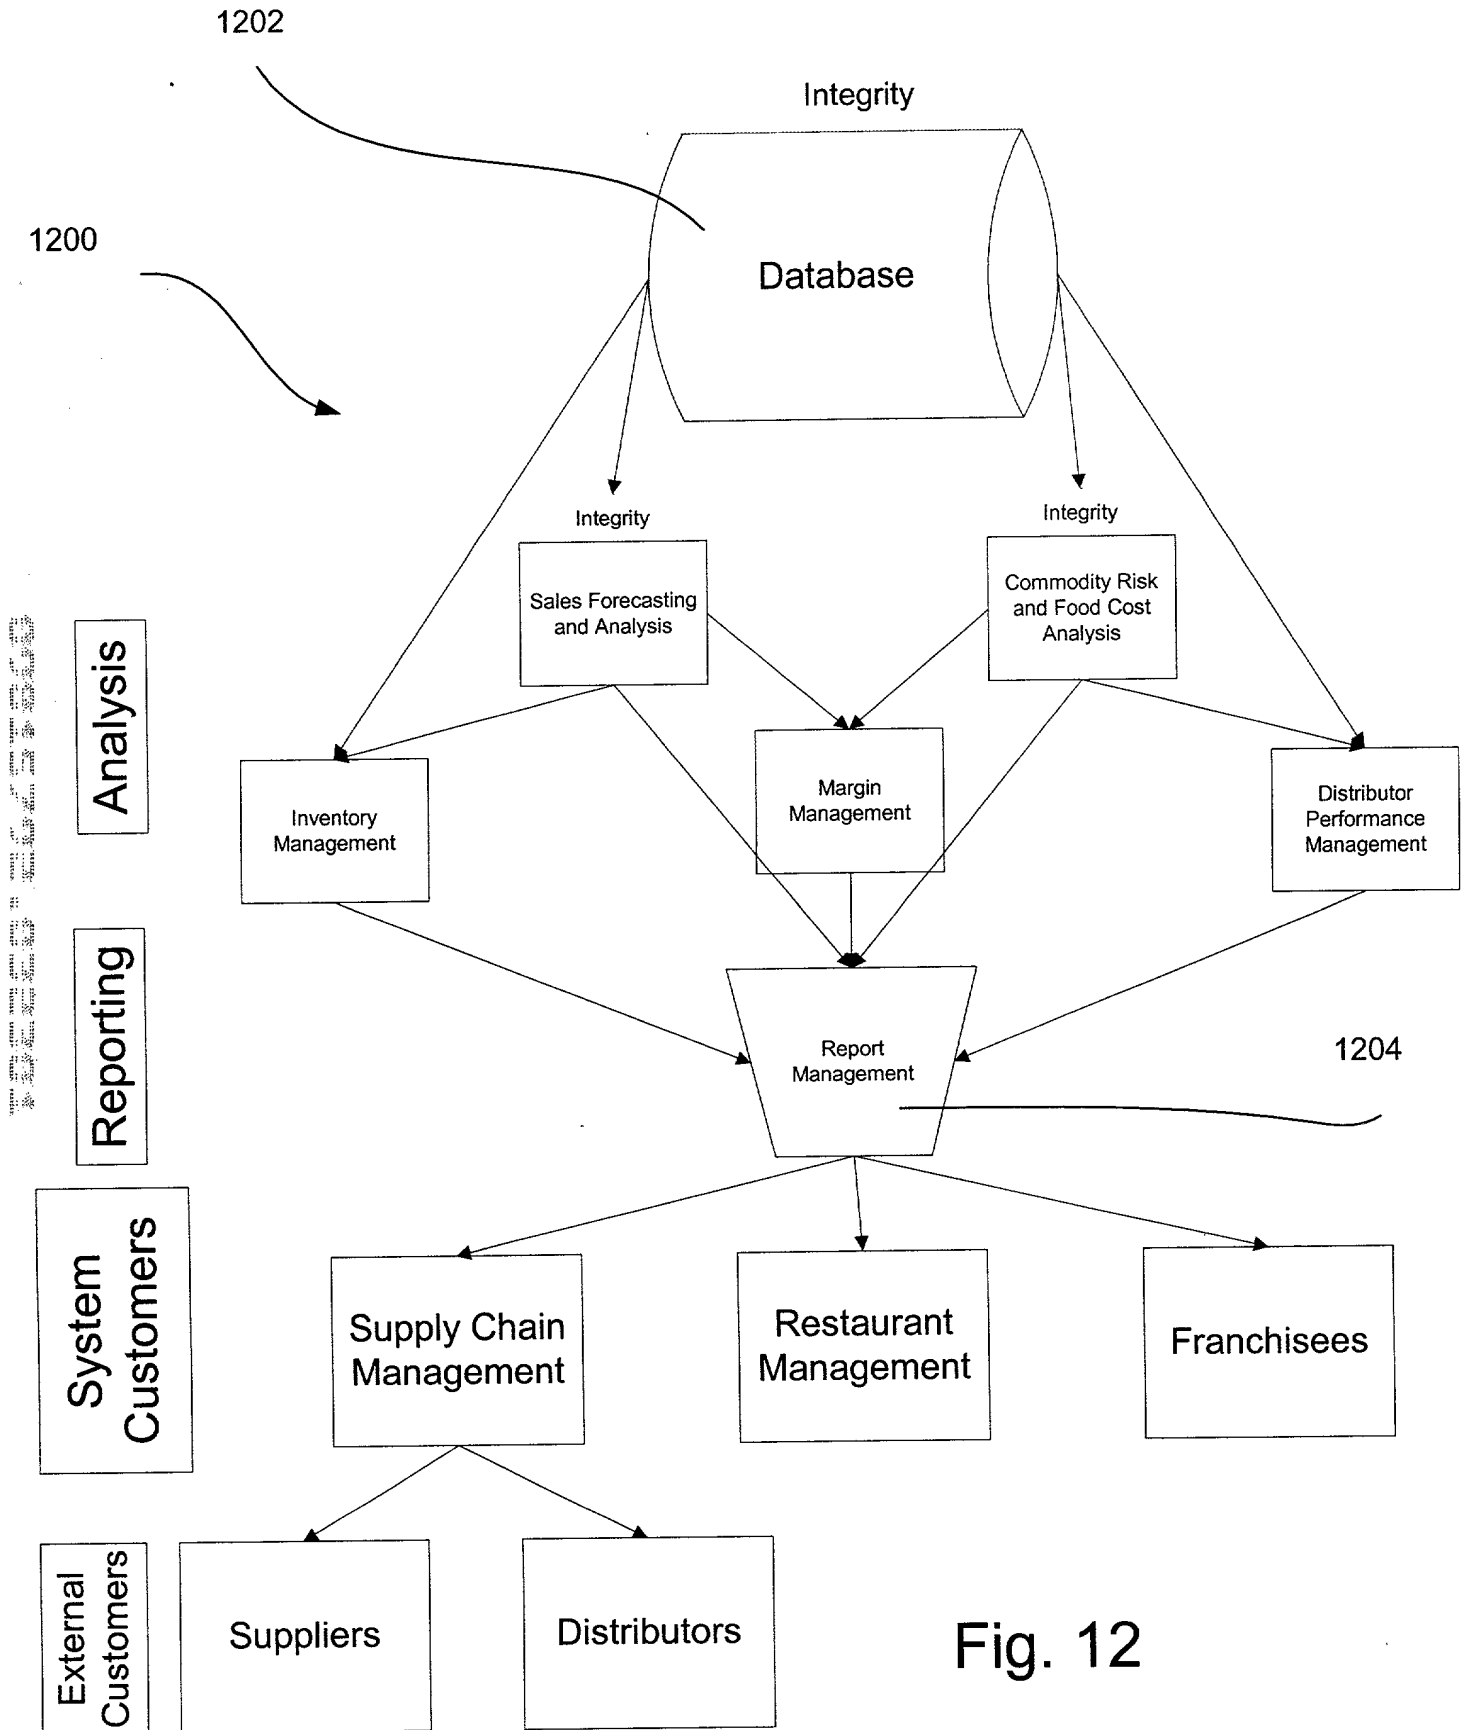 1202
Integrity
1200
Database
Integrity
Integrity
Sales Forecasting
and Analysis
Commodity Risk
and Food Cost
Analysis
Analysis
Inventory
Management
Margin
Management
Distributor
Performance
Management
Reporting
Report
Management
1204
System
Customers
Supply Chain
Management
Restaurant
Management
Franchisees
External
Customers
Suppliers
Distributors
Fig. 12